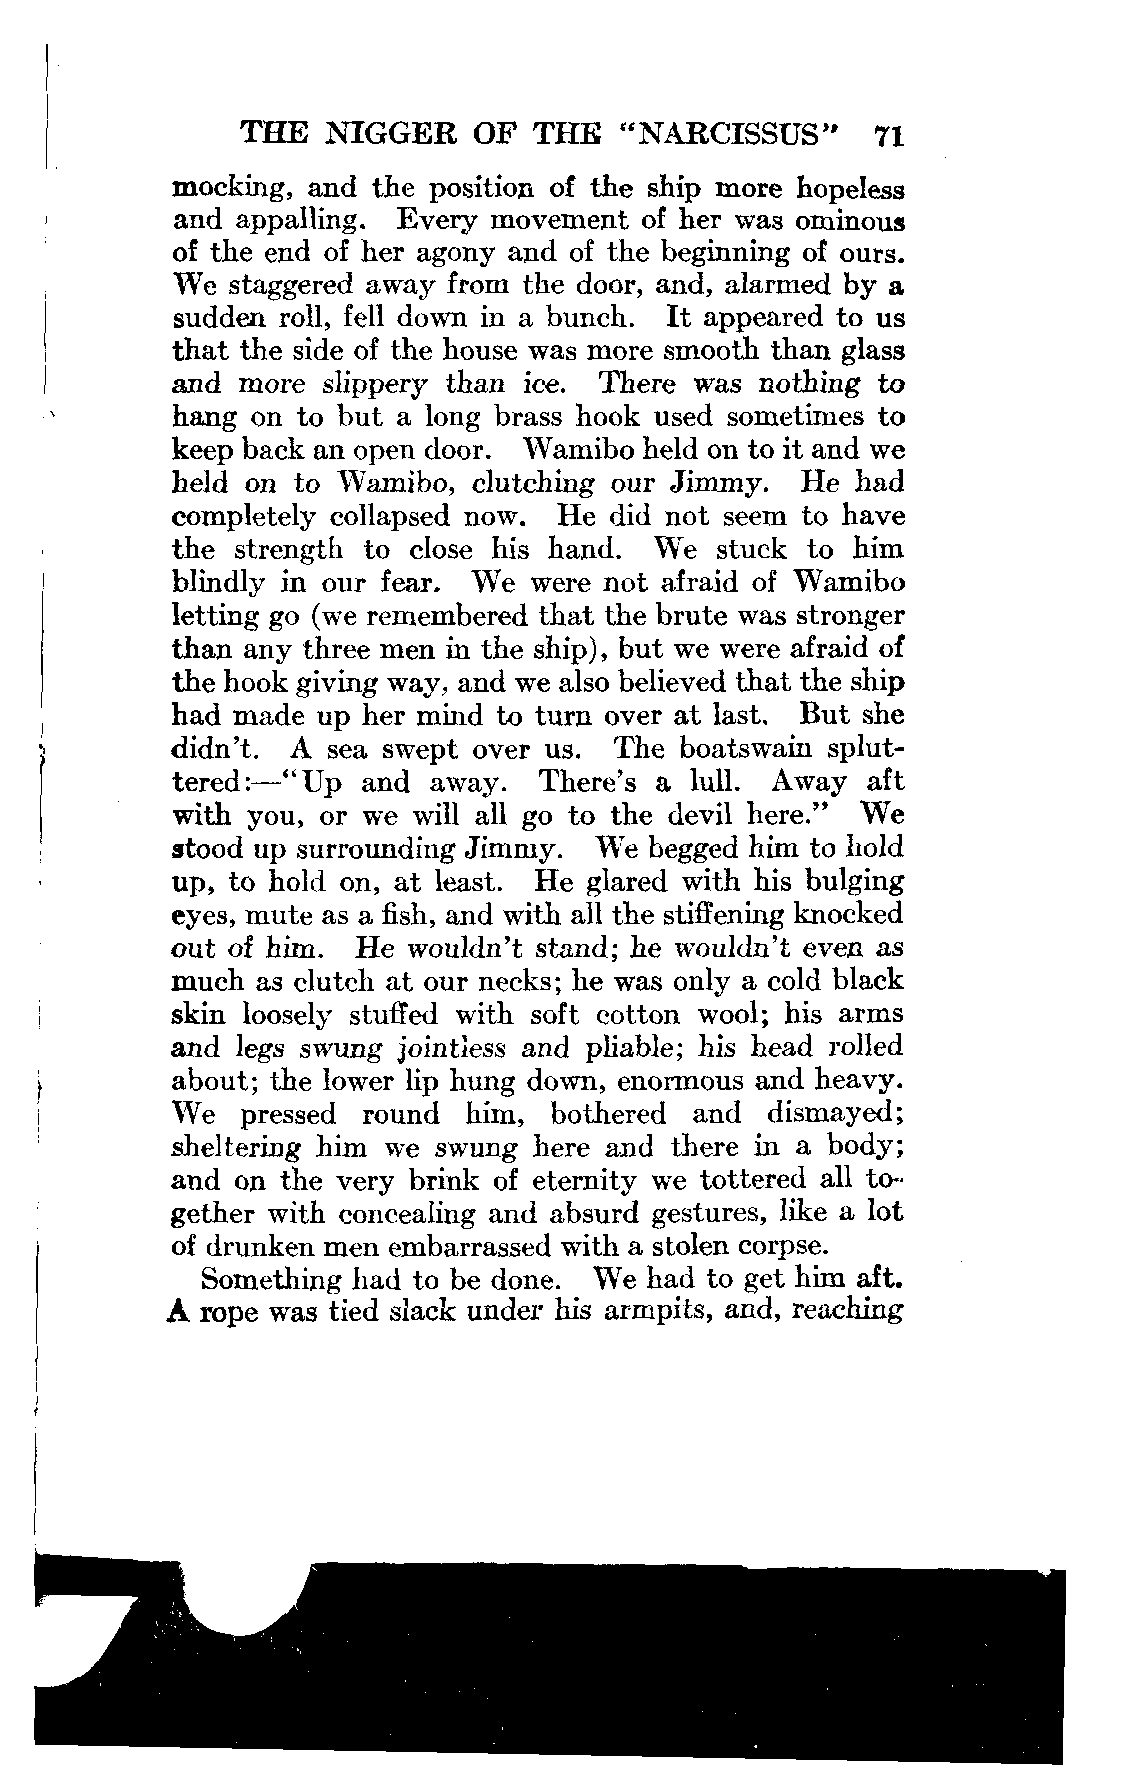 THE NIGGER OF THE "NARCISSUS" 71
mocking, and the position of the ship more hopeless
and appalling. Every movement of her was ominous
of the end of her agony and of the beginning of ours.
We staggered away from the door, and, alarmed by a
sudden roll, fell down in a bunch. It appeared to us
that the side of the house was more smooth than glass
and more slippery than ice. There was nothing to
hang on to but a long brass hook used sometimes to
keep back an open door. Wamibo held on to it and we
held on to Wamibo, clutching our Jimmy. He had
completely collapsed now. He did not seem to have
the strength to close his hand. We stuck to him
blindly in our fear. We were not afraid of Wamibo
letting go (we remembered that the brute was stronger
than any three men in the ship), but we were afraid of
the hook giving way, and we also believed that the ship
had made up her mind to turn over at last. But she
didn't. A sea swept over us. The boatswain splut-
tered:—"Up and away. There's a lull. Away aft
with you, or we will all go to the devil here." We
stood up surrounding Jimmy. We begged him to hold
up, to hold on, at least. He glared with his bulging
eyes, mute as a fish, and with all the stiffening knocked
out of him. He wouldn't stand; he wouldn't even as
much as clutch at our necks; he was only a cold black
skin loosely stuffed with soft cotton wool; his arms
and legs swung jointless and pliable; his head rolled
about; the lower lip hung down, enormous and heavy.
We pressed round him, bothered and dismayed;
sheltering him we swung here and there in a body;
and on the very brink of eternity we tottered all to-
gether with concealing and absurd gestures, like a lot
of drunken men embarrassed with a stolen corpse.
Something had to be done. We had to get him aft.
A rope was tied slack under his armpits, and, reaching